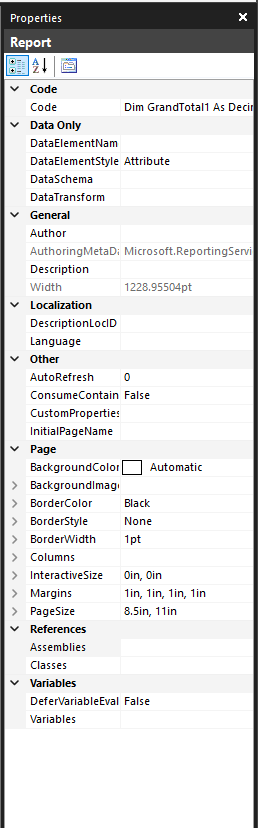 Properties
Report
Code
Code Dim GrandTotal1 As Deci
Data Only
DataElementNam
DataElementStyle Attribute
DataSchema
DataTransform
General
Author
AuthoringMetaDa Microsoft.ReportingServi
Description
Width 1228.95504pt
Localization
DescriptionLocID
Language
Other
AutoRefresh 0
ConsumeContain False
CustomProperties
InitialPageName
Page
BackgroundColor Automatic
BackgroundImag
BorderColor Black
BorderStyle None
BorderWidth 1pt
Columns
InteractiveSize 0in, 0in
Margins 1in, 1in, 1in, 1in
PageSize 8.5in, 11in
References
Assemblies
Classes
Variables
DeferVariableEval False
Variables